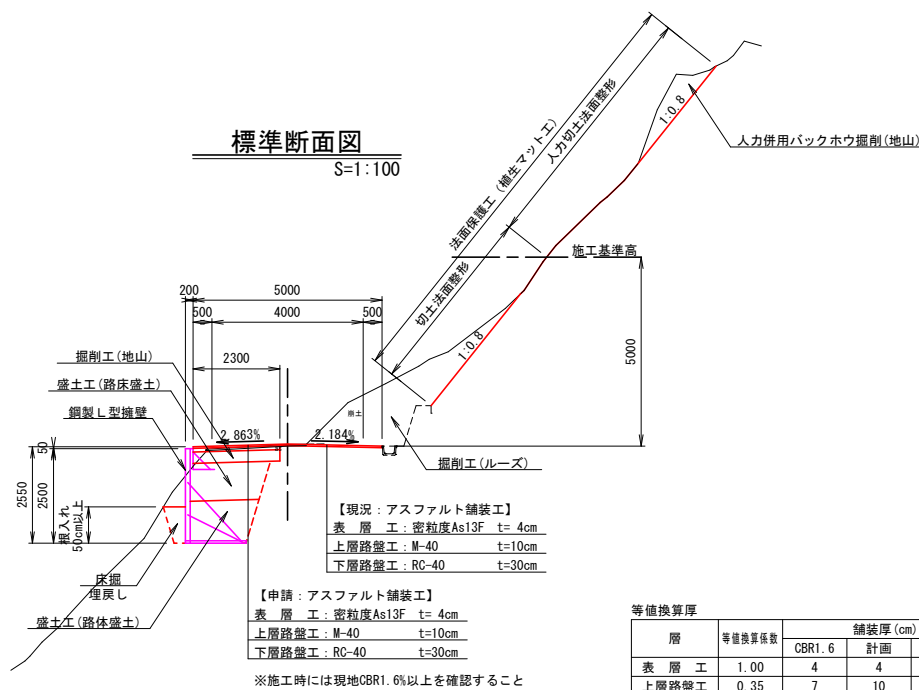 標準断面図
S=1:100
法面保護工(植生マット工)
人力切土法面整形
切土法面整形
1:0.8
人力併用バックホウ掘削(地山)
施工基準高
1:0.8
5000
200
5000
500
4000
500
2300
掘削工(地山)
盛土工(路床盛土)
鋼製L型擁壁
崩土
2.863%
2.184%
掘削工(ルーズ)
50
2550
2500
根入れ
50cm以上
床掘
埋戻し
盛土工(路体盛土)
【現況:アスファルト舗装工】
表 層 工:密粒度As13F t= 4cm
上層路盤工:M-40 t=10cm
下層路盤工:RC-40 t=30cm
【申請:アスファルト舗装工】
表 層 工:密粒度As13F t= 4cm
上層路盤工:M-40 t=10cm
下層路盤工:RC-40 t=30cm
※施工時には現地CBR1.6%以上を確認すること
等値換算厚
層 等値換算係数 舗装厚(cm)
CBR1.6 計画
表 層 工 1.00 4 4
上層路盤工 0.35 7 10